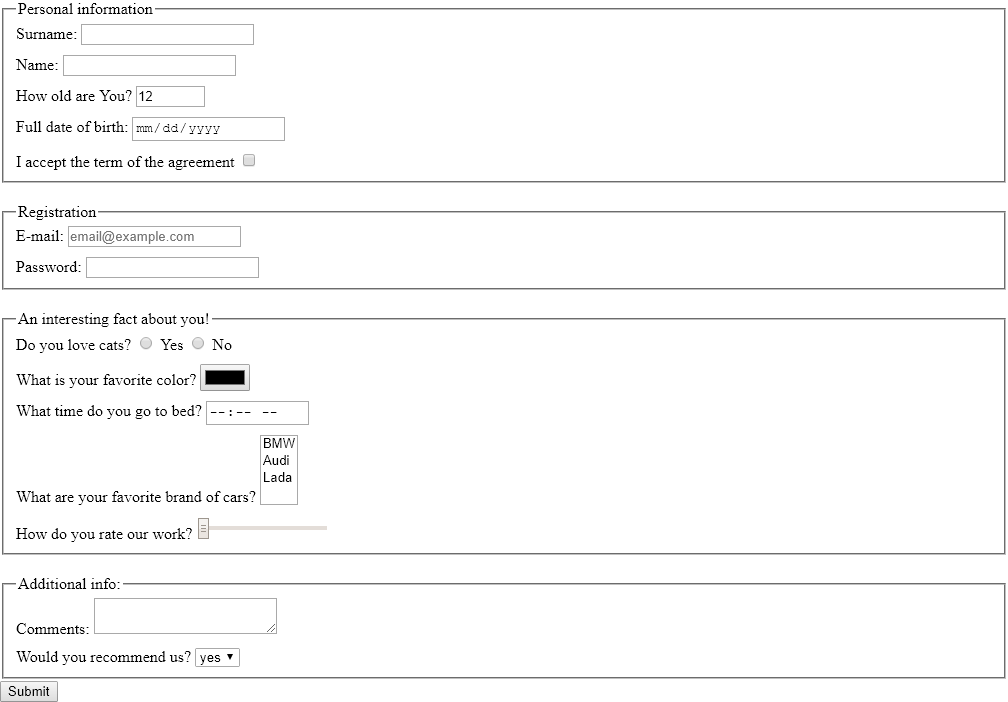 Personal information
Surname:
Name:
How old are You? 12
Full date of birth: mm/dd/yyyy
I accept the term of the agreement
Registration
E-mail: email@example.com
Password:
An interesting fact about you!
Do you love cats? Yes No
What is your favorite color?
What time do you go to bed? --:-- --
BMW
Audi
Lada
What are your favorite brand of cars?
How do you rate our work?
Additional info:
Comments:
Would you recommend us? yes
Submit